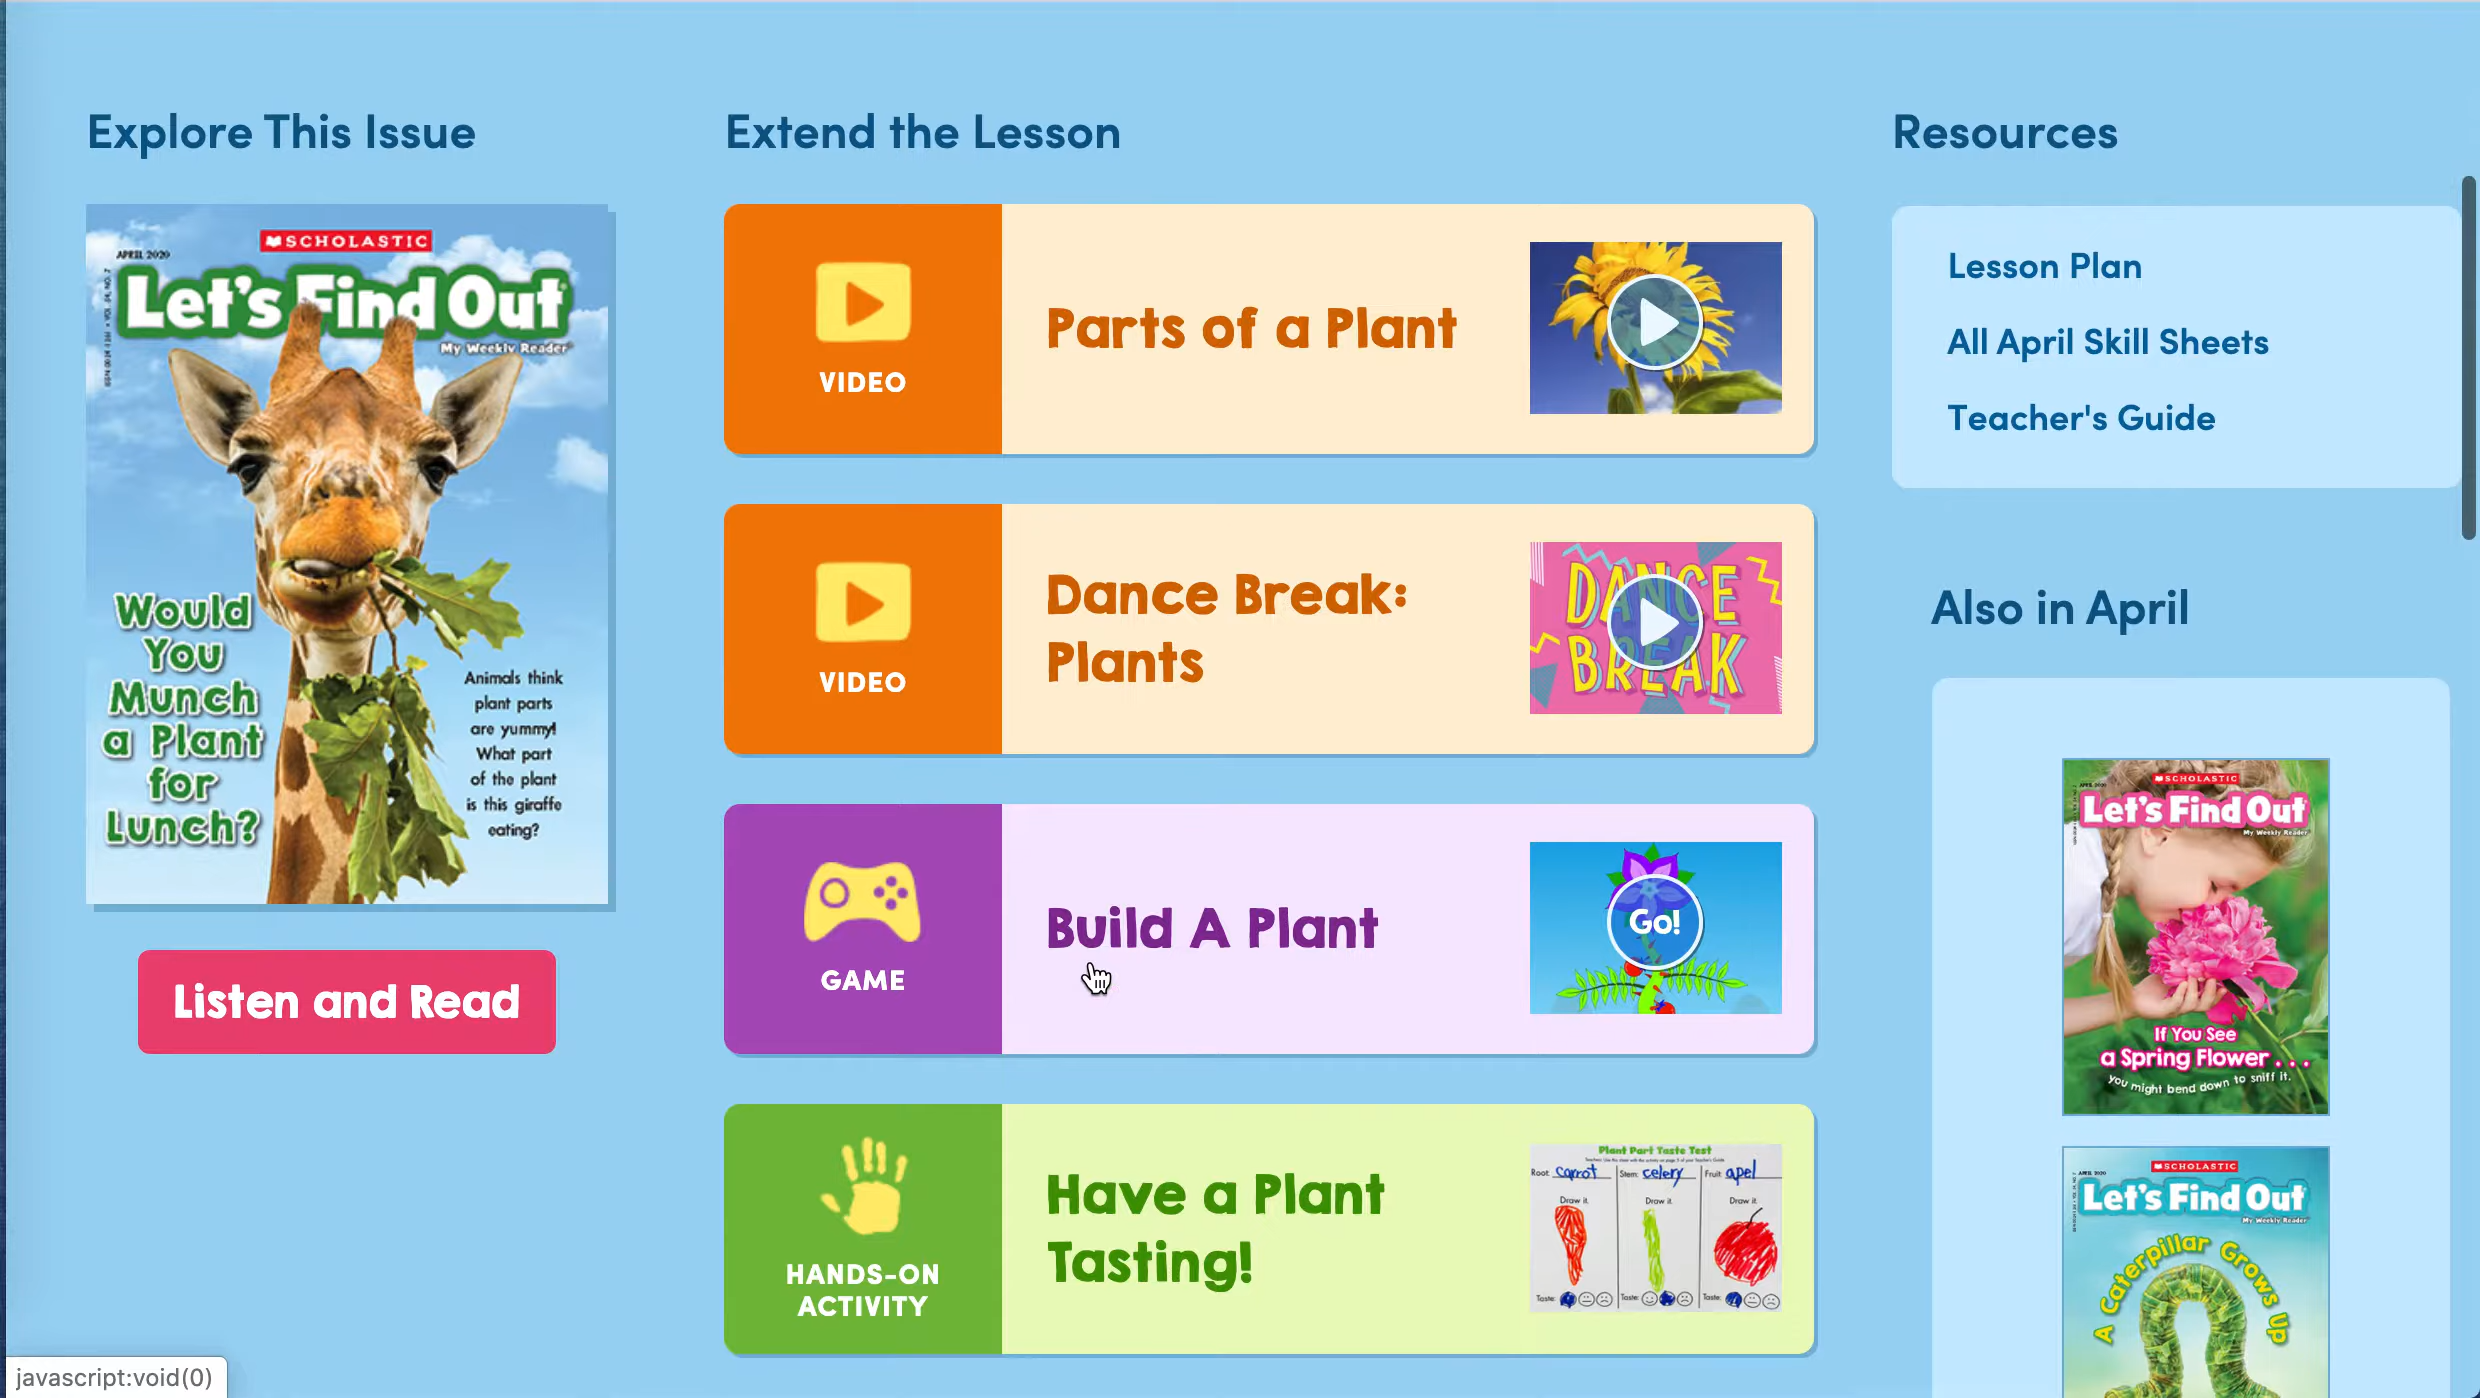 Explore This Issue
SCHOLASTIC
APRIL 2020
Let's Find Out
My Weekly Reader
Would
You
Munch
a Plant
for
Lunch?
Animals think
plant parts
are yummy!
What part
of the plant
is this giraffe
eating?
Listen and Read
Extend the Lesson
VIDEO
Parts of a Plant
VIDEO
Dance Break:
Plants
DANCE
BREAK
GAME
Build A Plant
Go!
HANDS-ON
ACTIVITY
Have a Plant
Tasting!
Plant Part Taste Test
Root: carrot Stem: celery Fruit: apel
Draw it. Draw it. Draw it.
Taste: Taste: Taste:
Resources
Lesson Plan
All April Skill Sheets
Teacher's Guide
Also in April
SCHOLASTIC
Let's Find Out
My Weekly Reader
If You See
a Spring Flower . . .
you might bend down to sniff it.
SCHOLASTIC
Let's Find Out
My Weekly Reader
A Caterpillar Grows Up
javascript:void(0)